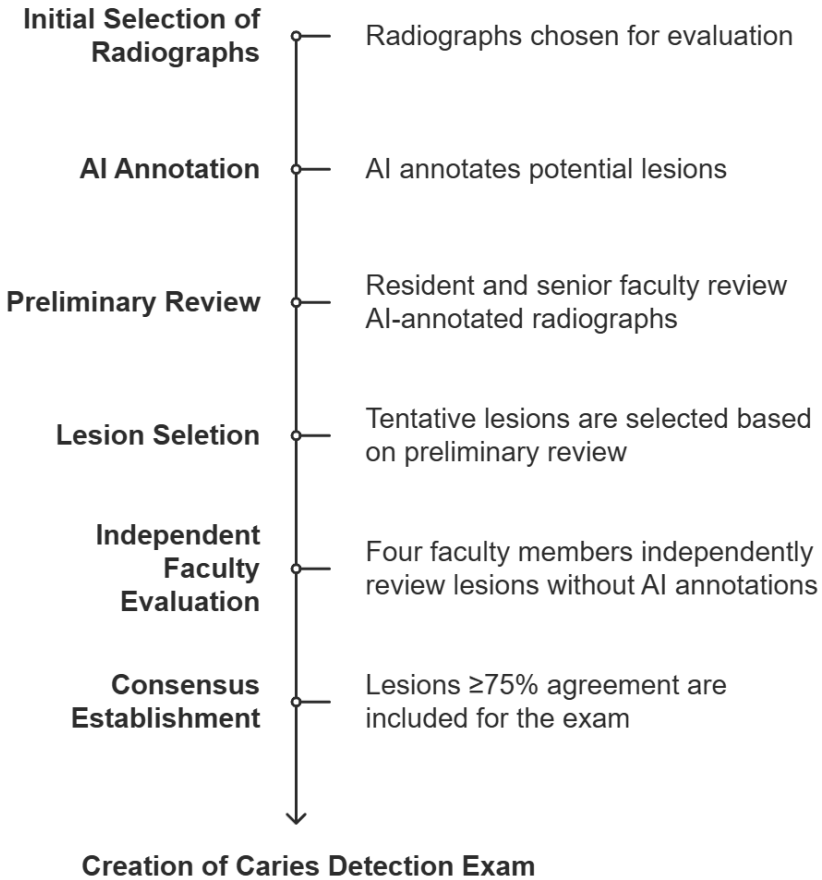 Initial Selection of
Radiographs
Radiographs chosen for evaluation
AI Annotation
AI annotates potential lesions
Preliminary Review
Resident and senior faculty review
AI-annotated radiographs
Lesion Seletion
Tentative lesions are selected based
on preliminary review
Independent
Faculty
Evaluation
Four faculty members independently
review lesions without AI annotations
Consensus
Establishment
Lesions ≥75% agreement are
included for the exam
Creation of Caries Detection Exam